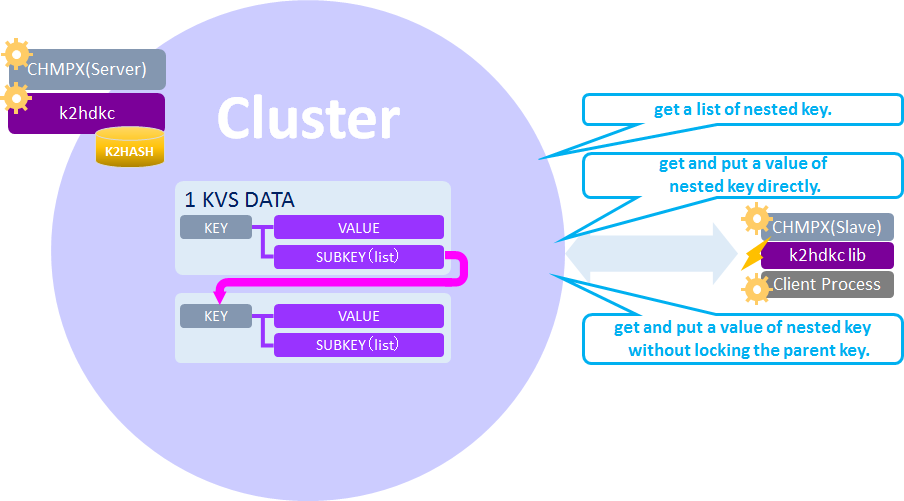 CHMPX(Server)
k2hdkc
K2HASH
Cluster
1 KVS DATA
KEY
VALUE
SUBKEY(list)
KEY
VALUE
SUBKEY(list)
get a list of nested key.
get and put a value of
nested key directly.
CHMPX(Slave)
k2hdkc lib
Client Process
get and put a value of nested key
without locking the parent key.